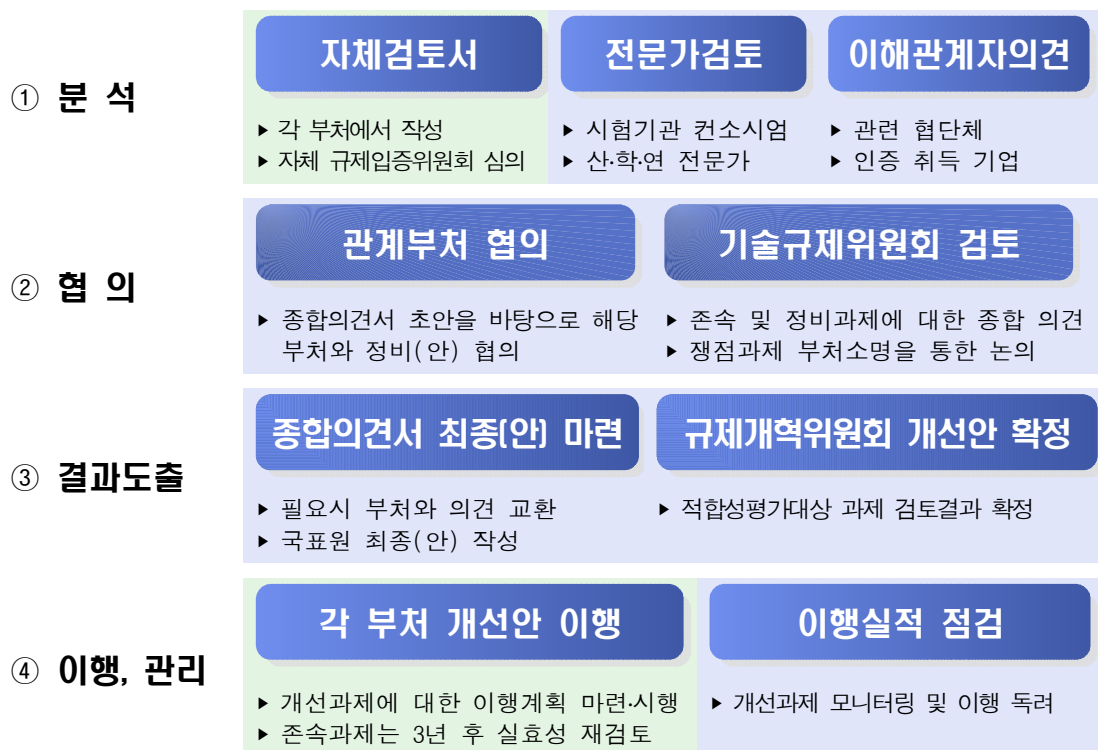 ① 분 석
자체검토서
▶ 각 부처에서 작성
▶ 자체 규제입증위원회 심의
전문가검토
▶ 시험기관 컨소시엄
▶ 산·학·연 전문가
이해관계자의견
▶ 관련 협단체
▶ 인증 취득 기업
② 협 의
관계부처 협의
▶ 종합의견서 초안을 바탕으로 해당
부처와 정비(안) 협의
기술규제위원회 검토
▶ 존속 및 정비과제에 대한 종합 의견
▶ 쟁점과제 부처소명을 통한 논의
③ 결과도출
종합의견서 최종(안) 마련
▶ 필요시 부처와 의견 교환
▶ 국표원 최종(안) 작성
규제개혁위원회 개선안 확정
▶ 적합성평가대상 과제 검토결과 확정
④ 이행, 관리
각 부처 개선안 이행
▶ 개선과제에 대한 이행계획 마련·시행
▶ 존속과제는 3년 후 실효성 재검토
이행실적 점검
▶ 개선과제 모니터링 및 이행 독려